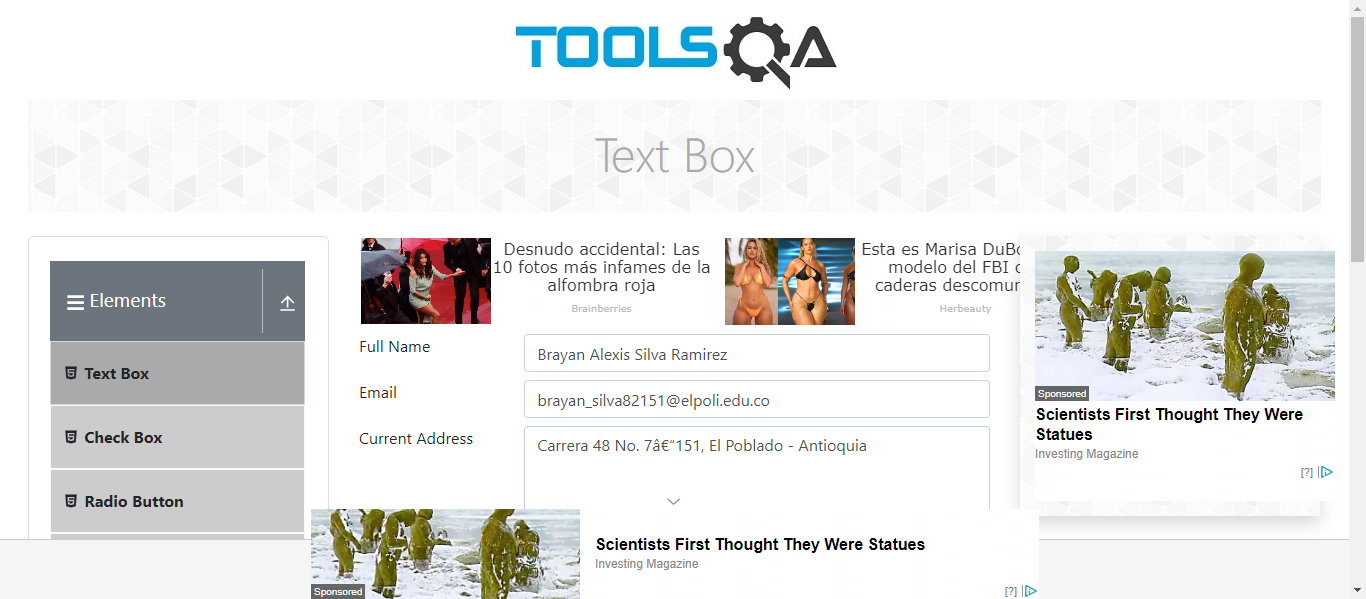 TOOLSQA
Text Box
Elements
Text Box
Check Box
Radio Button
Desnudo accidental: Las
10 fotos más infames de la
alfombra roja
Brainberries
Esta es Marisa DuBo
modelo del FBI c
caderas descomun
Herbeauty
Full Name
Brayan Alexis Silva Ramirez
Email
brayan_silva82151@elpoli.edu.co
Current Address
Carrera 48 No. 7â€“151, El Poblado - Antioquia
Sponsored
Scientists First Thought They Were
Statues
Investing Magazine
[?]
Sponsored
Scientists First Thought They Were Statues
Investing Magazine
[?]